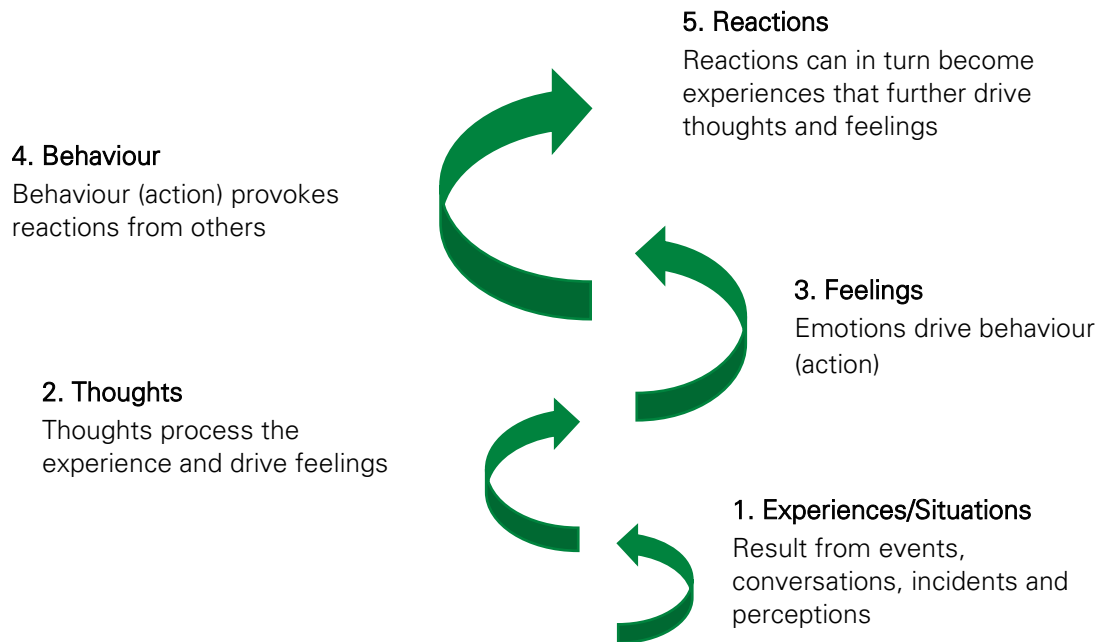 5. Reactions
Reactions can in turn become
experiences that further drive
thoughts and feelings
4. Behaviour
Behaviour (action) provokes
reactions from others
3. Feelings
Emotions drive behaviour
(action)
2. Thoughts
Thoughts process the
experience and drive feelings
1. Experiences/Situations
Result from events,
conversations, incidents and
perceptions